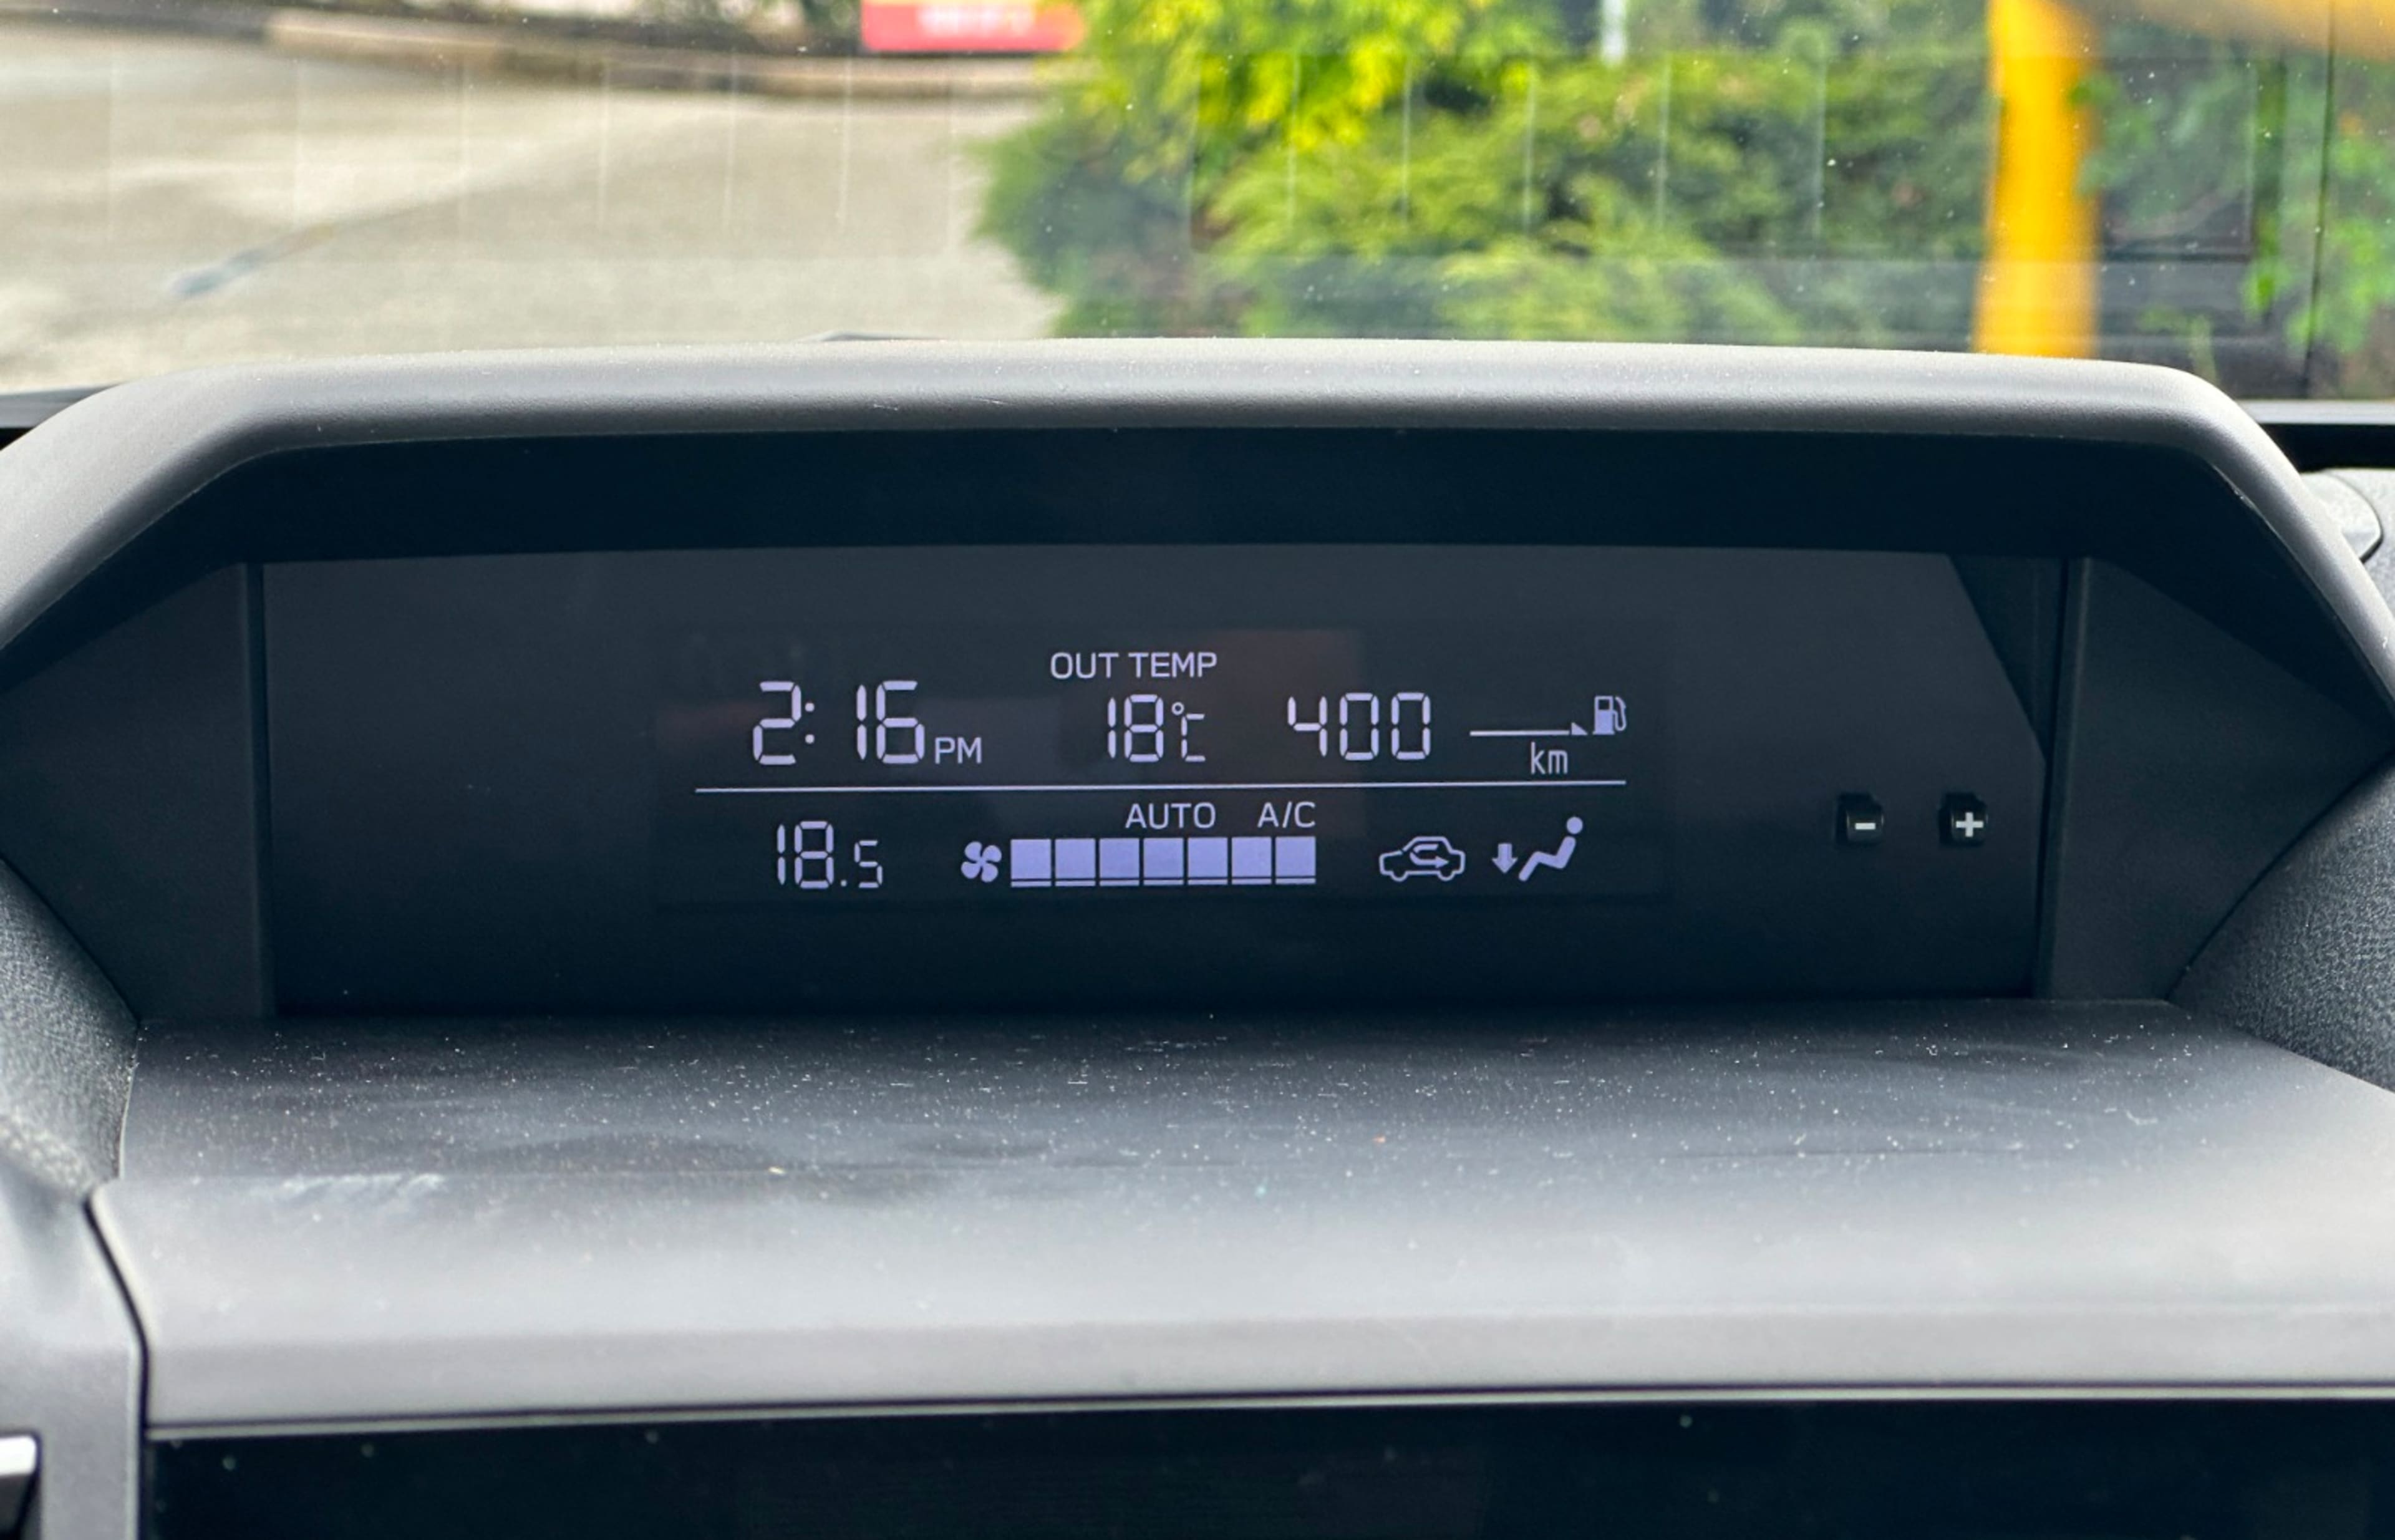 OUT TEMP
2:16 PM 18°C 400 km
AUTO A/C
18.5
- +